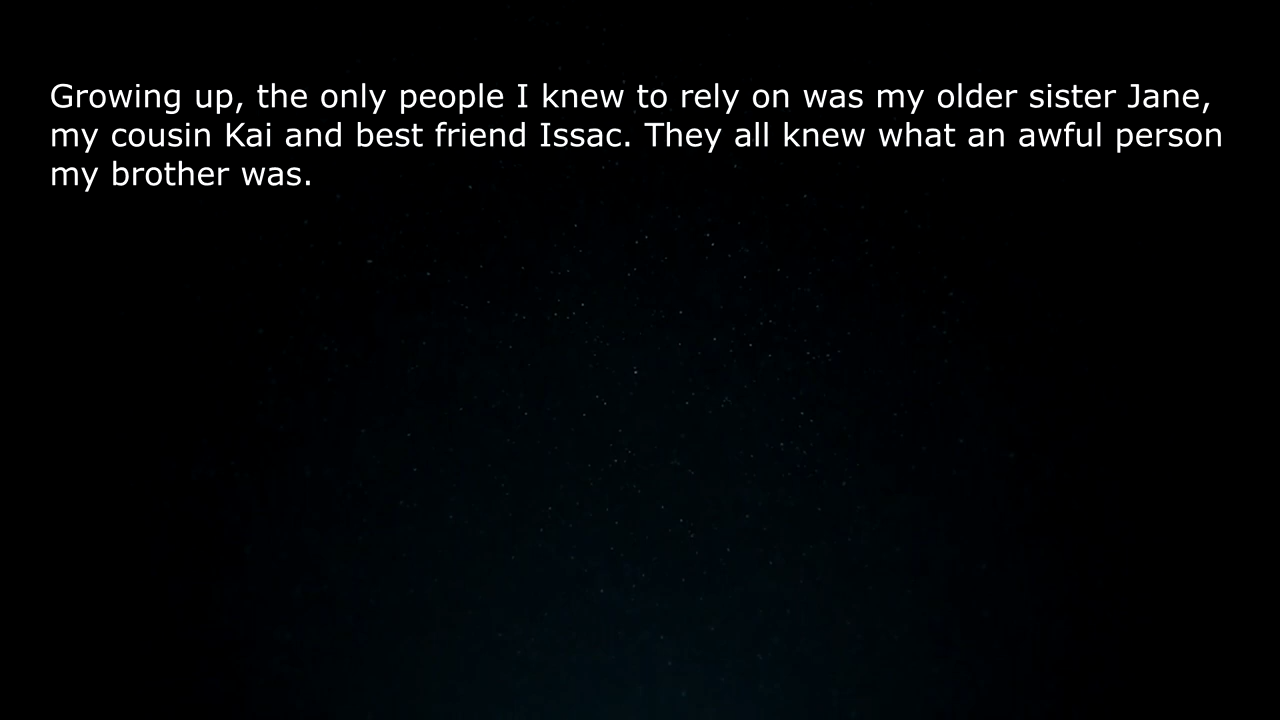 Growing up, the only people I knew to rely on was my older sister Jane,
my cousin Kai and best friend Issac. They all knew what an awful person
my brother was.